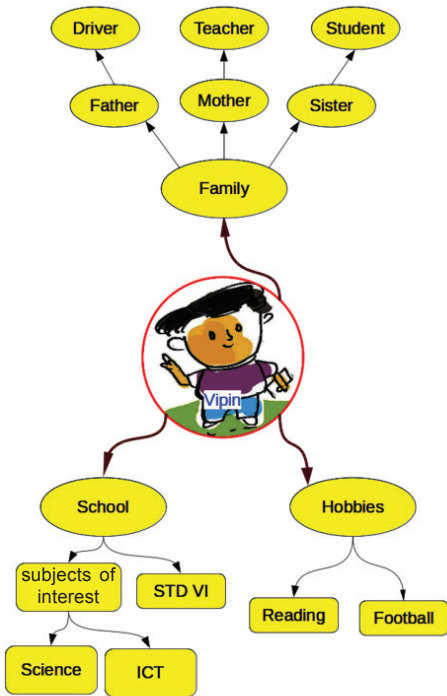 Driver
Teacher
Student
Father
Mother
Sister
Family
Vipin
School
Hobbies
subjects of
interest
STD VI
Reading
Football
Science
ICT